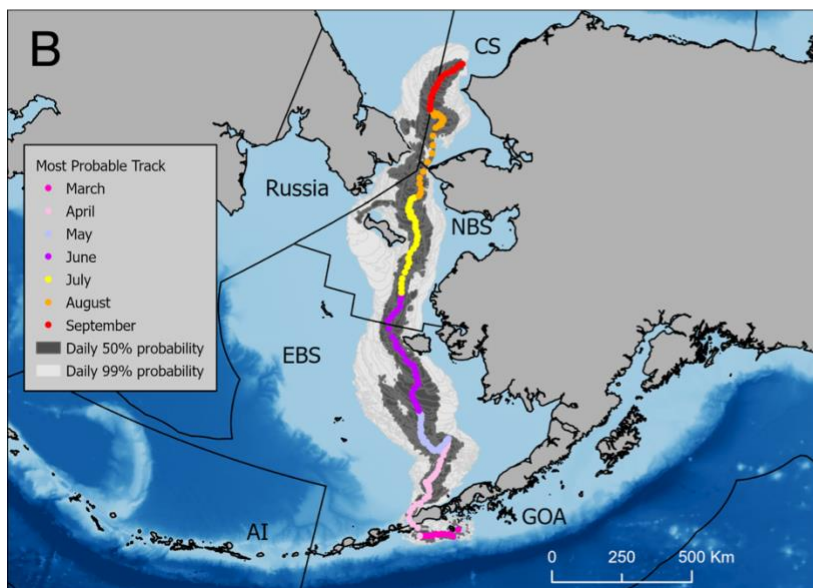 B
CS
Most Probable Track
March
April
May
June
July
August
September
Daily 50% probability
Daily 99% probability
Russia
NBS
EBS
AI
GOA
0 250 500 Km